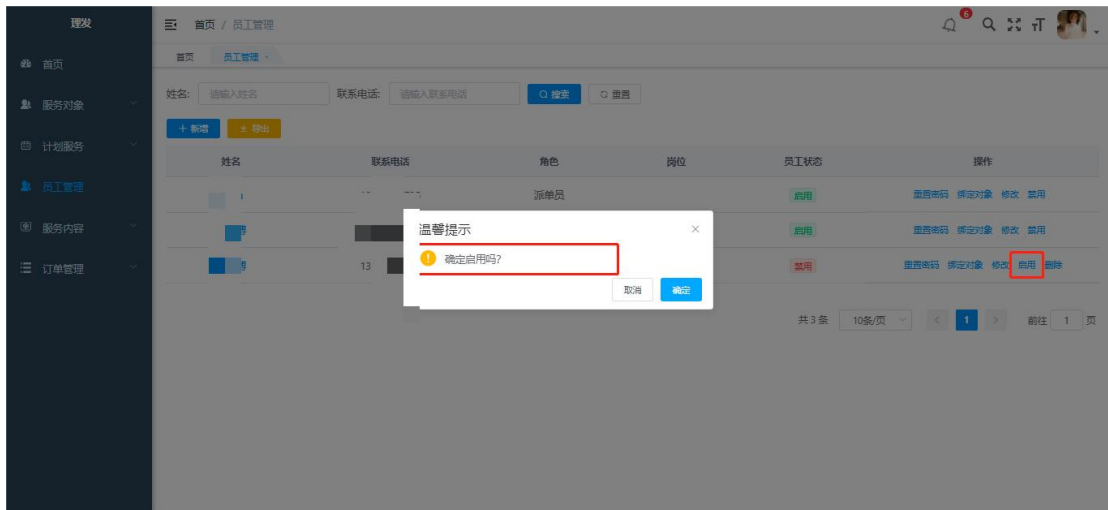 理发
首页 / 员工管理
6
首页
员工管理
首页
服务对象
计划服务
员工管理
服务内容
订单管理
姓名: 请输入姓名 联系电话: 请输入联系电话 搜索 重置
+ 新增 导出
姓名 联系电话 角色 岗位 员工状态 操作
派单员 启用 重置密码 绑定对象 修改 禁用
启用 重置密码 绑定对象 修改 禁用
13 禁用 重置密码 绑定对象 修改 启用 删除
温馨提示
确定启用吗?
取消 确定
共 3 条 10条/页 < 1 > 前往 1 页